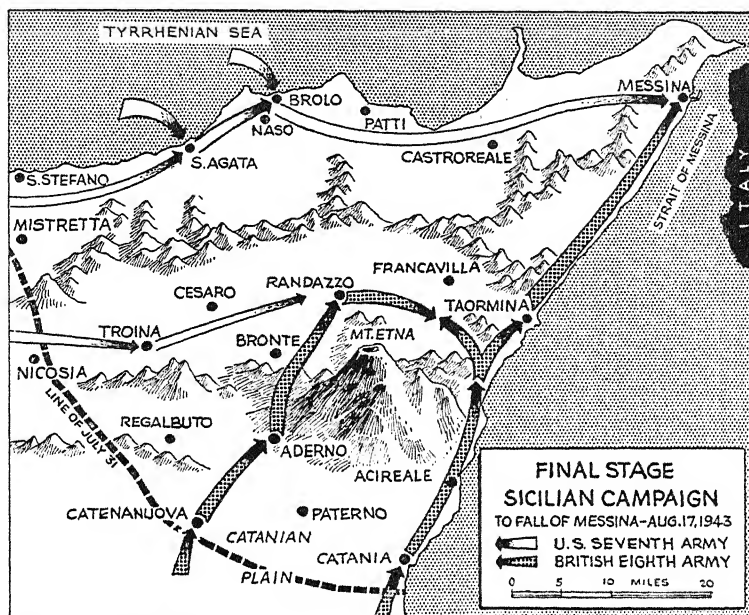 TYRRHENIAN SEA
MESSINA
BROLO
NASO
PATTI
S. AGATA
CASTROREALE
S. STEFANO
STRAIT OF MESSINA
ITALY
MISTRETTA
FRANCAVILLA
RANDAZZO
CESARO
TAORMINA
TROINA
BRONTE
MT. ETNA
NICOSIA
LINE OF JULY 31
REGALBUTO
ADERNO
ACIREALE
CATENANUOVA
PATERNO
CATANIAN
PLAIN
CATANIA
FINAL STAGE
SICILIAN CAMPAIGN
TO FALL OF MESSINA-AUG. 17, 1943
U.S. SEVENTH ARMY
BRITISH EIGHTH ARMY
0 5 10 MILES 20